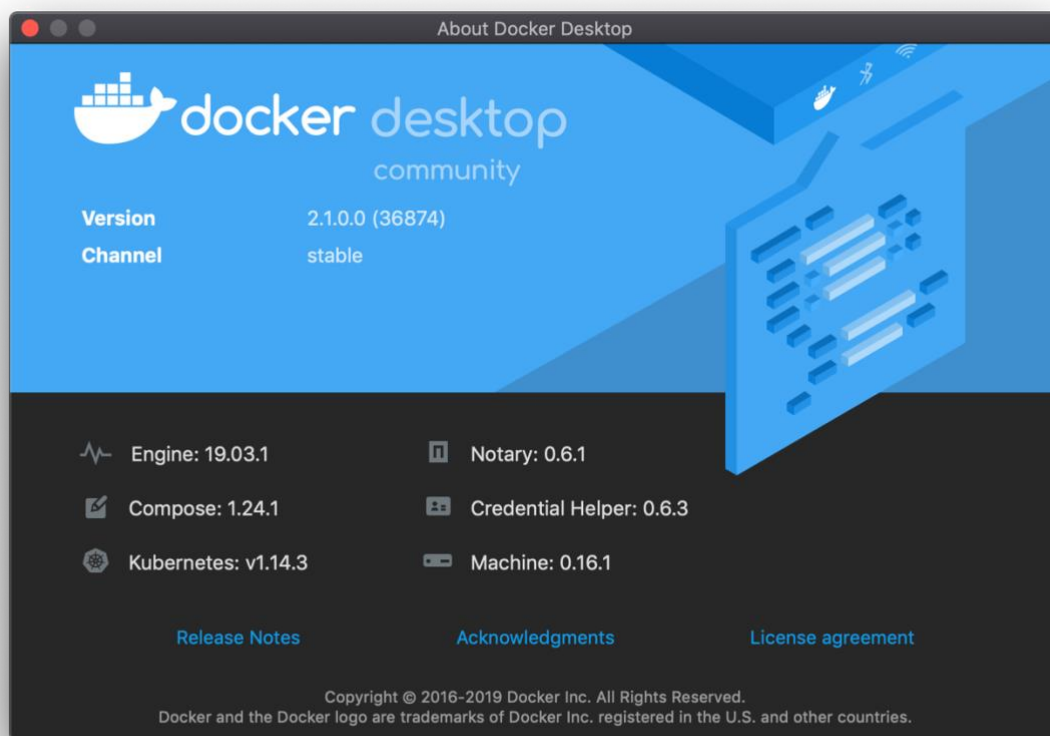 About Docker Desktop
docker desktop
community
Version 2.1.0.0 (36874)
Channel stable
Engine: 19.03.1 Notary: 0.6.1
Compose: 1.24.1 Credential Helper: 0.6.3
Kubernetes: v1.14.3 Machine: 0.16.1
Release Notes Acknowledgments License agreement
Copyright © 2016-2019 Docker Inc. All Rights Reserved.
Docker and the Docker logo are trademarks of Docker Inc. registered in the U.S. and other countries.